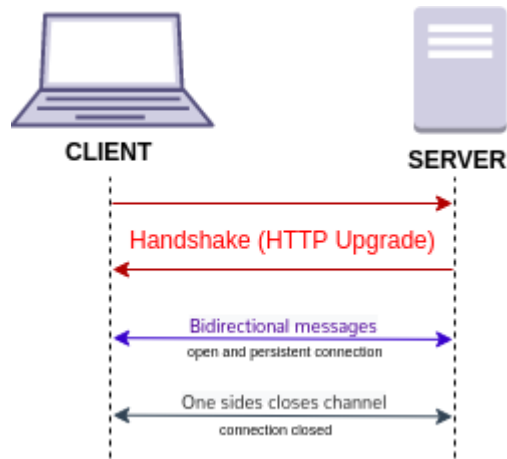 CLIENT
SERVER
Handshake (HTTP Upgrade)
Bidirectional messages
open and persistent connection
One sides closes channel
connection closed